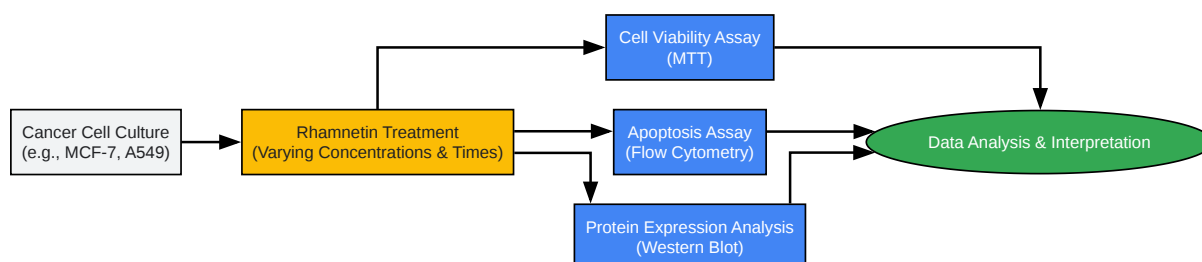 Cancer Cell Culture
(e.g., MCF-7, A549)
Rhamnetin Treatment
(Varying Concentrations & Times)
Cell Viability Assay
(MTT)
Apoptosis Assay
(Flow Cytometry)
Protein Expression Analysis
(Western Blot)
Data Analysis & Interpretation